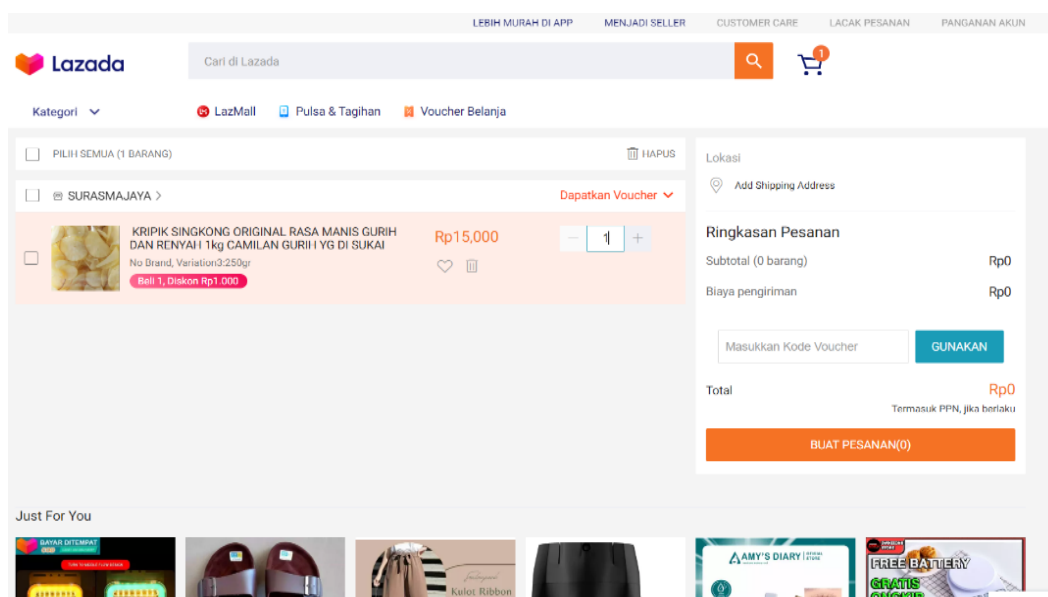 LEBIH MURAH DI APP MENJADI SELLER CUSTOMER CARE LACAK PESANAN PANGANAN AKUN
Lazada
Cari di Lazada
1
Kategori
LazMall Pulsa & Tagihan Voucher Belanja
PILIH SEMUA (1 BARANG)
HAPUS
SURASMAJAYA >
Dapatkan Voucher
KRIPIK SINGKONG ORIGINAL RASA MANIS GURIH
DAN RENYAH 1kg CAMILAN GURIH YG DI SUKAI
No Brand, Variation3:250gr
Beli 1, Diskon Rp1.000
Rp15,000
− 1 +
Lokasi
Add Shipping Address
Ringkasan Pesanan
Subtotal (0 barang) Rp0
Biaya pengiriman Rp0
Masukkan Kode Voucher GUNAKAN
Total Rp0
Termasuk PPN, jika berlaku
BUAT PESANAN(0)
Just For You
BAYAR DITEMPAT
Kulot Ribbon
AMY'S DIARY
FREE BATTERY
GRATIS
ONGKIR